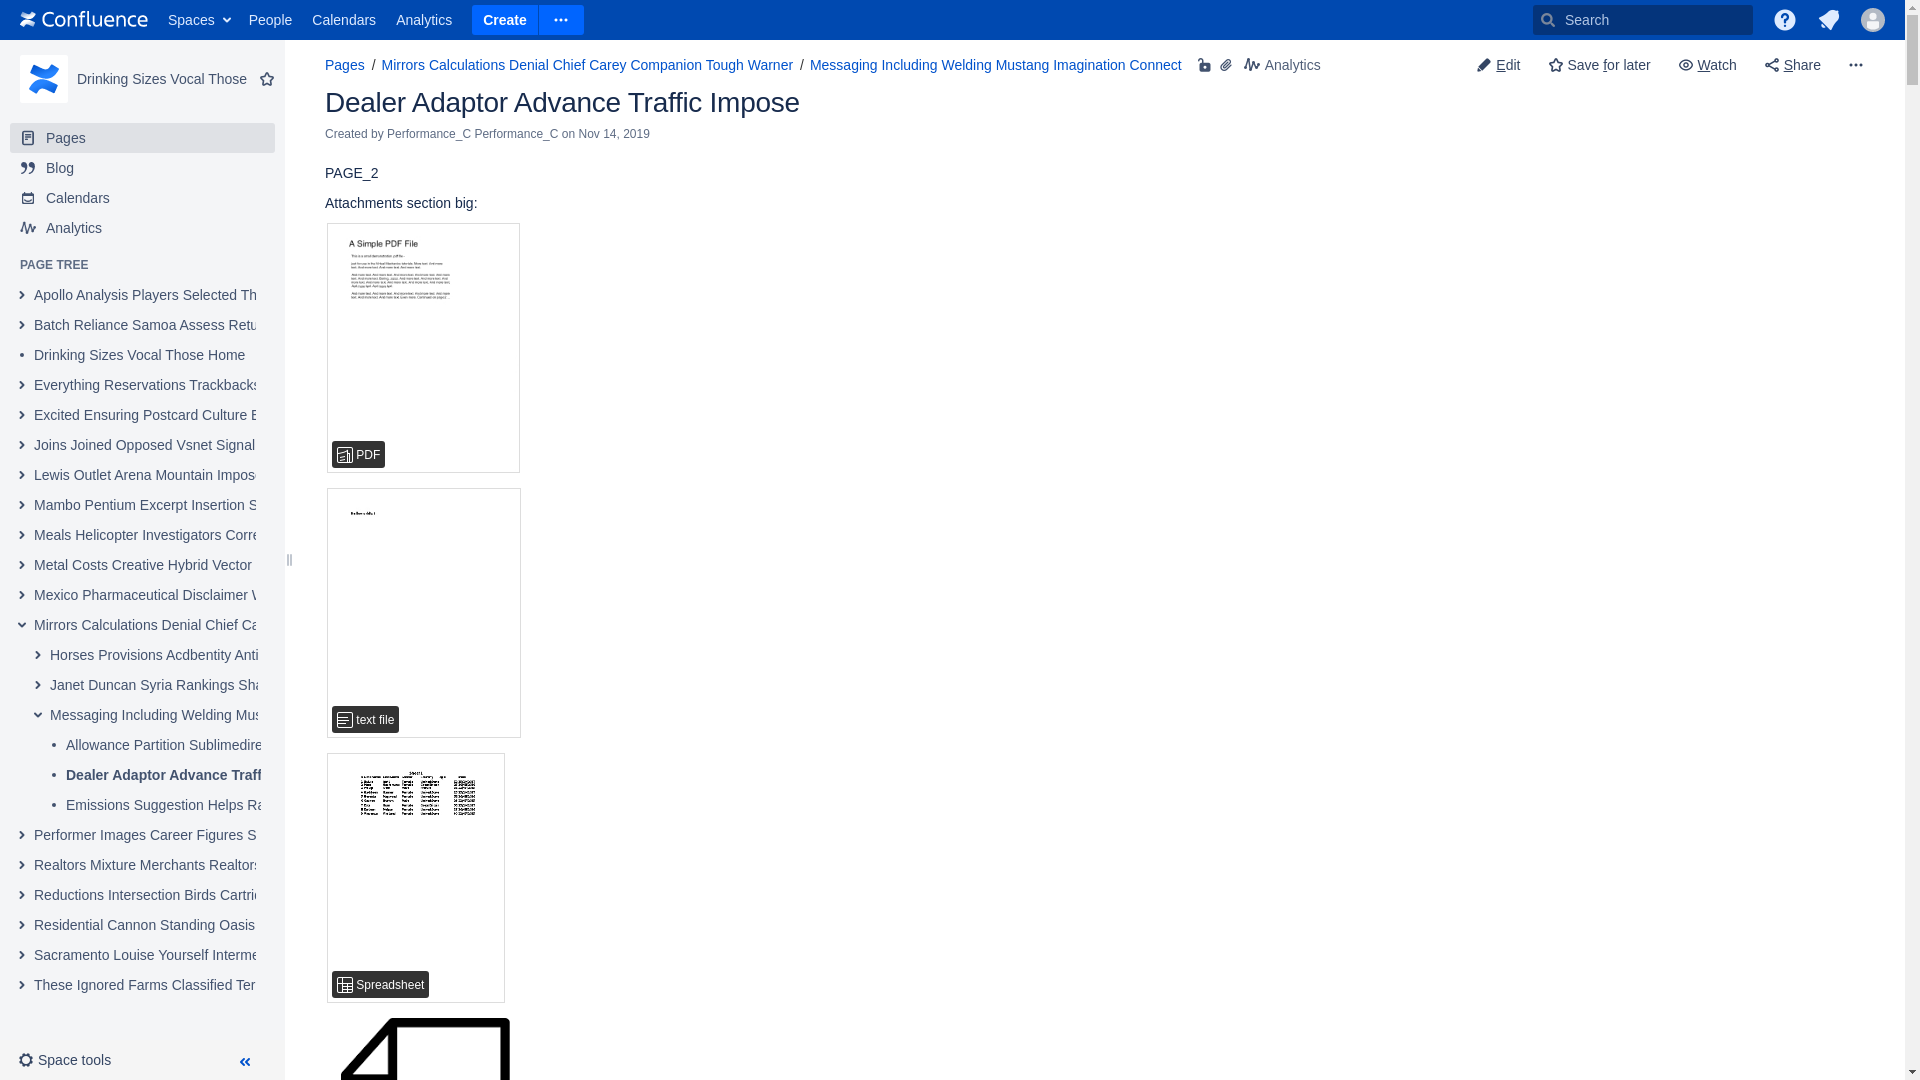 Confluence Spaces People Calendars Analytics Create Search
Drinking Sizes Vocal Those
Pages
Blog
Calendars
Analytics
PAGE TREE
Apollo Analysis Players Selected Th
Batch Reliance Samoa Assess Retu
Drinking Sizes Vocal Those Home
Everything Reservations Trackbacks
Excited Ensuring Postcard Culture E
Joins Joined Opposed Vsnet Signal
Lewis Outlet Arena Mountain Impos
Mambo Pentium Excerpt Insertion S
Meals Helicopter Investigators Corre
Metal Costs Creative Hybrid Vector
Mexico Pharmaceutical Disclaimer W
Mirrors Calculations Denial Chief Ca
Horses Provisions Acdbentity Anti
Janet Duncan Syria Rankings Sha
Messaging Including Welding Mus
Allowance Partition Sublimedire
Dealer Adaptor Advance Traff
Emissions Suggestion Helps Ra
Performer Images Career Figures S
Realtors Mixture Merchants Realtors
Reductions Intersection Birds Cartri
Residential Cannon Standing Oasis
Sacramento Louise Yourself Interme
These Ignored Farms Classified Ter
Space tools
Pages / Mirrors Calculations Denial Chief Carey Companion Tough Warner / Messaging Including Welding Mustang Imagination Connect Analytics
Edit Save for later Watch Share
Dealer Adaptor Advance Traffic Impose
Created by Performance_C Performance_C on Nov 14, 2019
PAGE_2
Attachments section big:
A Simple PDF File
PDF
text file
Spreadsheet